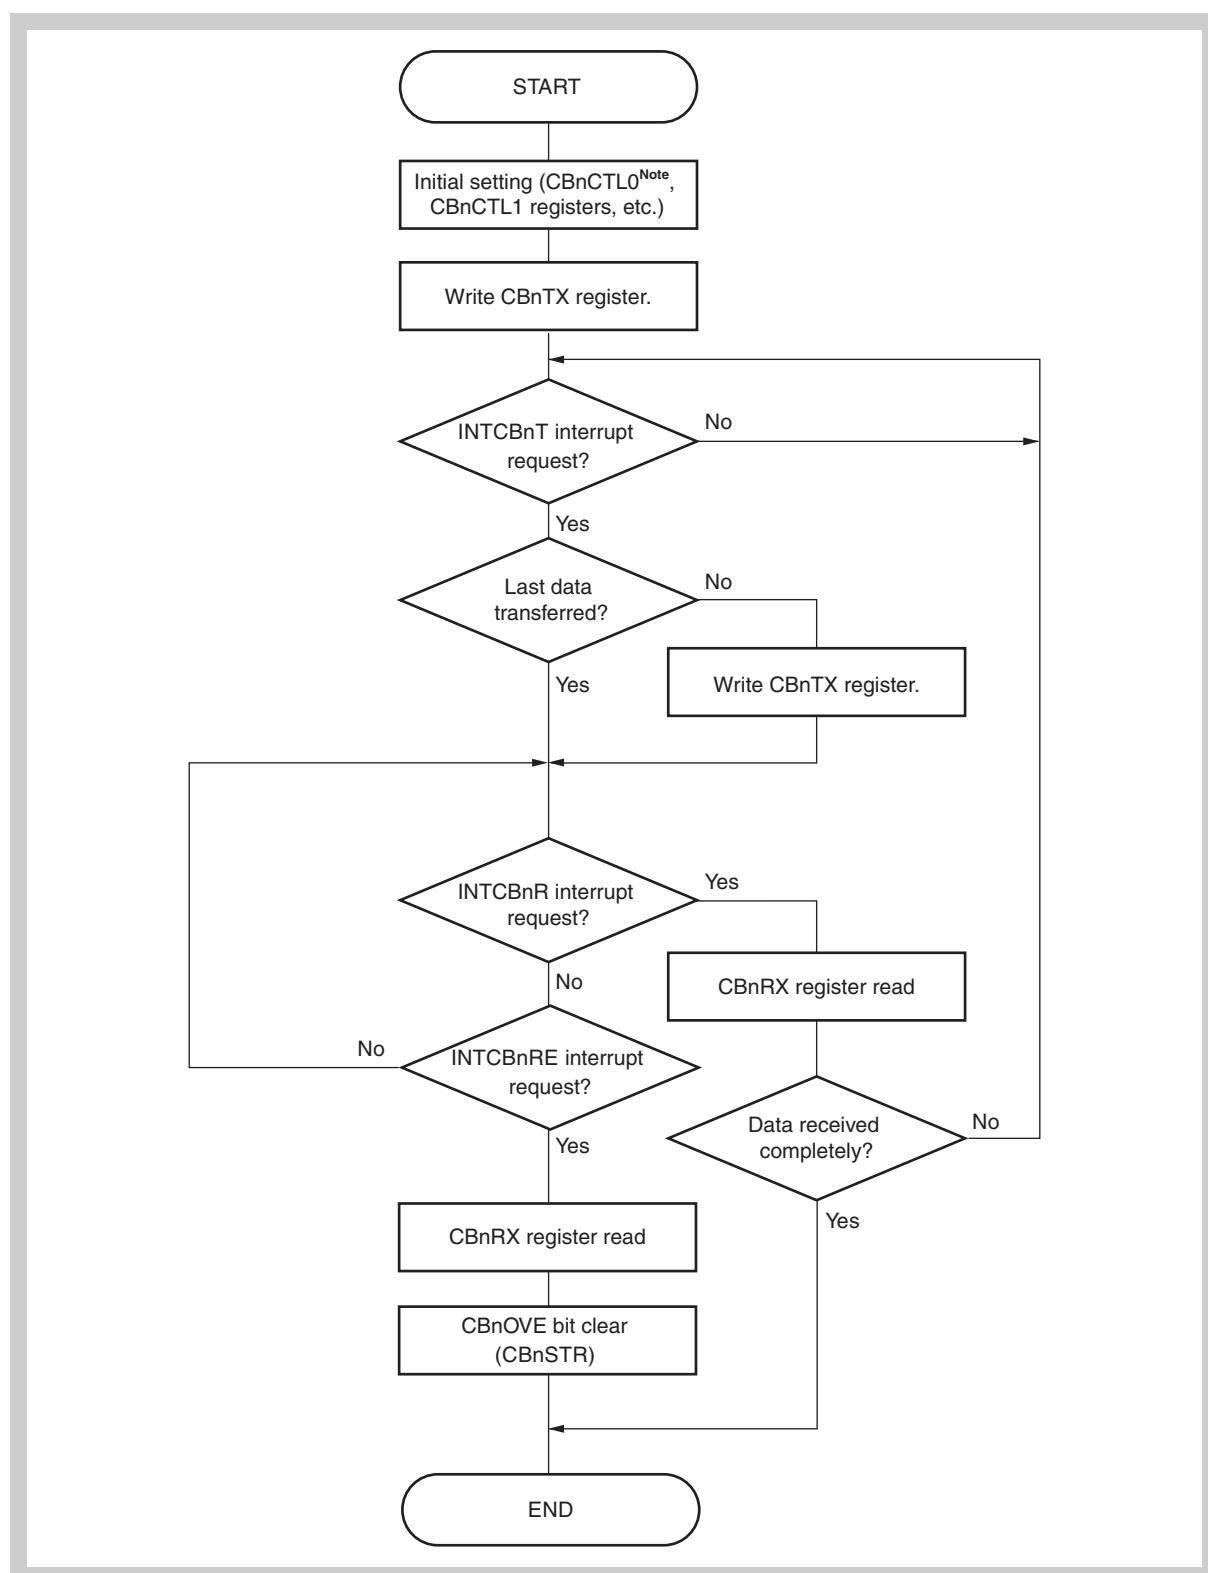 START
Initial setting (CBnCTL0Note,
CBnCTL1 registers, etc.)
Write CBnTX register.
INTCBnT interrupt
request?
No
Yes
Last data
transferred?
No
Yes
Write CBnTX register.
INTCBnR interrupt
request?
Yes
No
CBnRX register read
INTCBnRE interrupt
request?
No
Yes
Data received
completely?
No
Yes
CBnRX register read
CBnOVE bit clear
(CBnSTR)
END